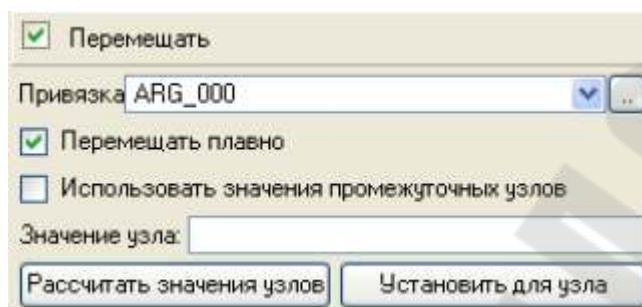 Перемещать
Привязка ARG_000 ..
Перемещать плавно
Использовать значения промежуточных узлов
Значение узла:
Рассчитать значения узлов Установить для узла